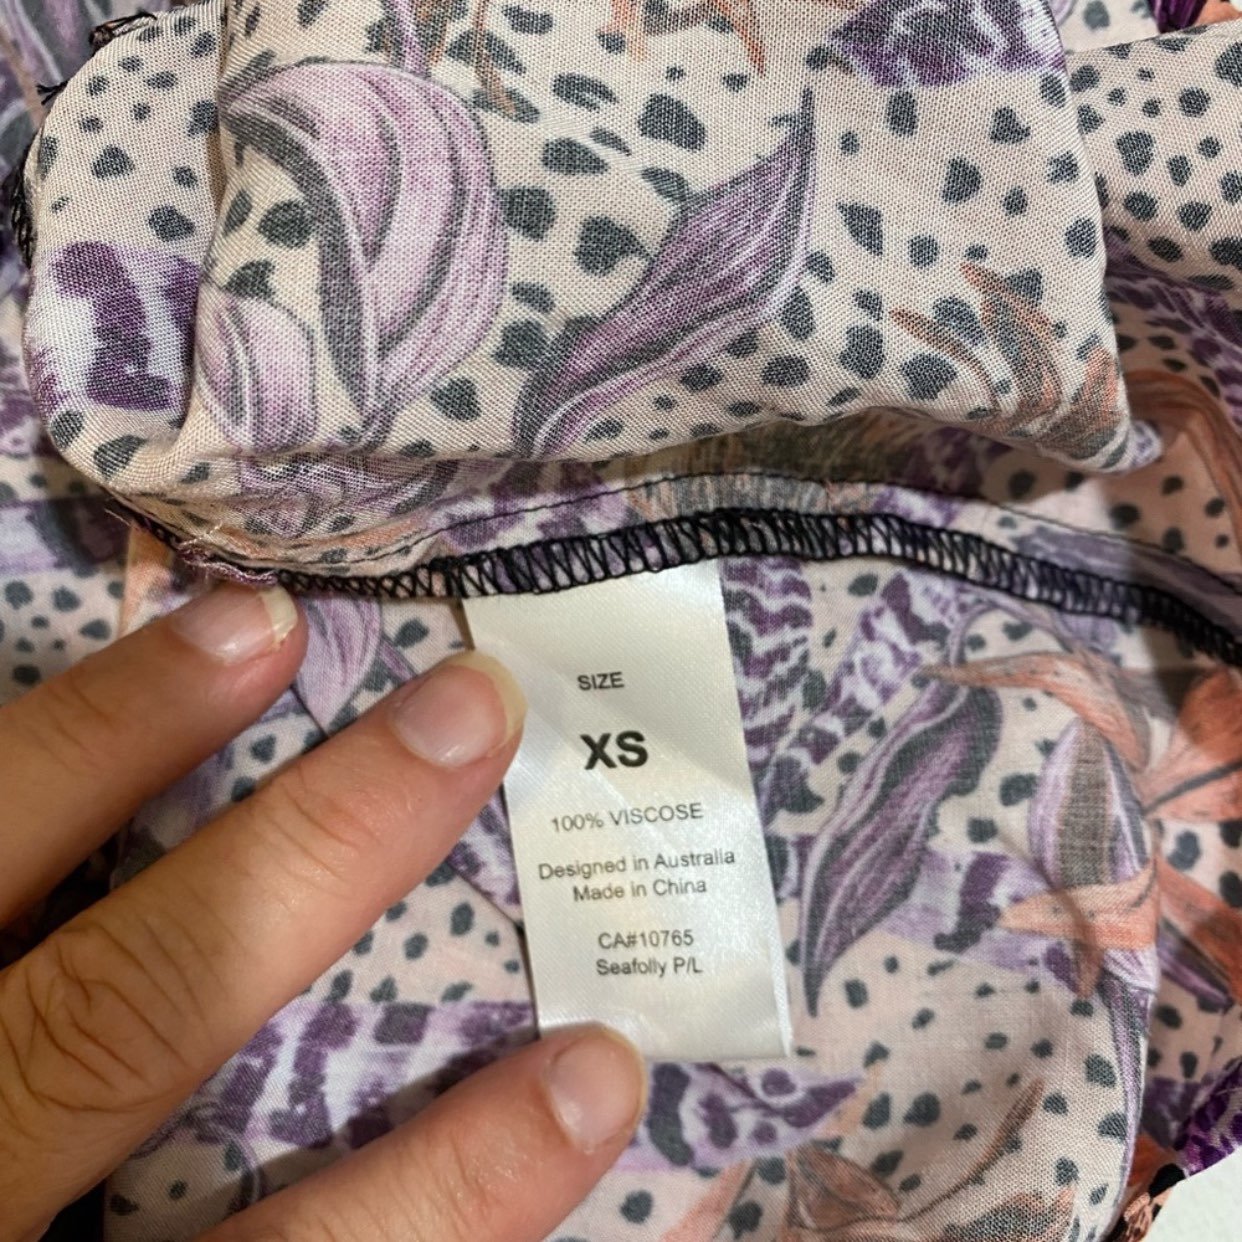 SIZE
XS
100% VISCOSE
Designed in Australia
Made in China
CA#10765
Seafolly P/L